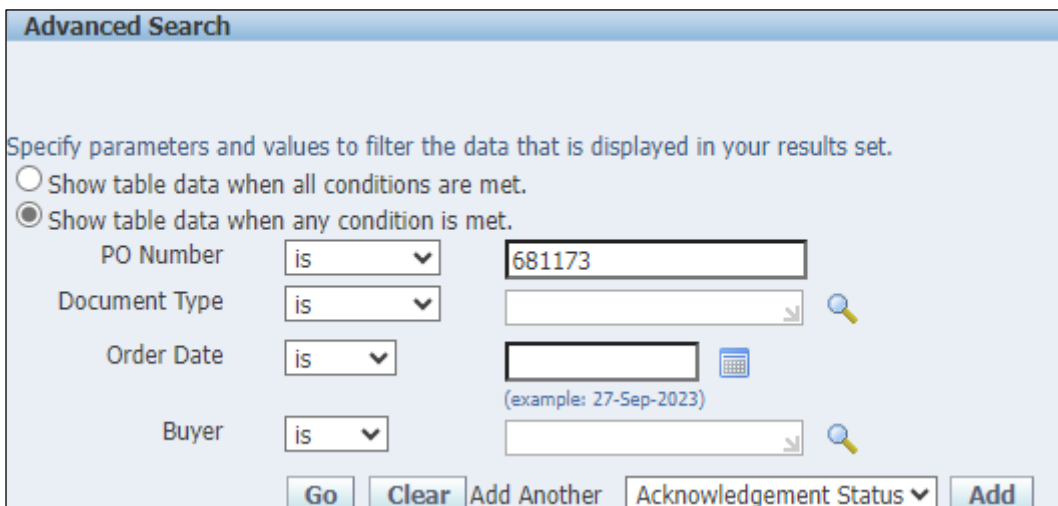 Advanced Search
Specify parameters and values to filter the data that is displayed in your results set.
Show table data when all conditions are met.
Show table data when any condition is met.
PO Number is 681173
Document Type is
Order Date is
(example: 27-Sep-2023)
Buyer is
Go Clear Add Another Acknowledgement Status Add